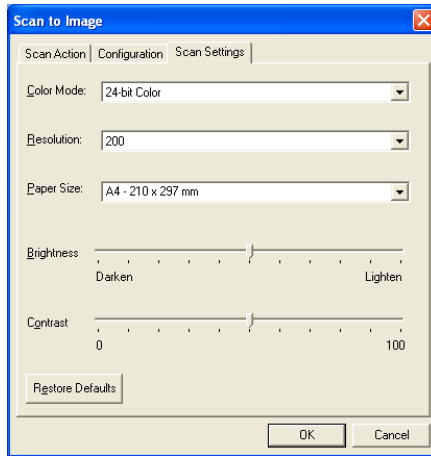 Scan to Image
Scan Action Configuration Scan Settings
Color Mode: 24-bit Color
Resolution: 200
Paper Size: A4 - 210 x 297 mm
Brightness
Darken Lighten
Contrast
0 100
Restore Defaults
OK Cancel